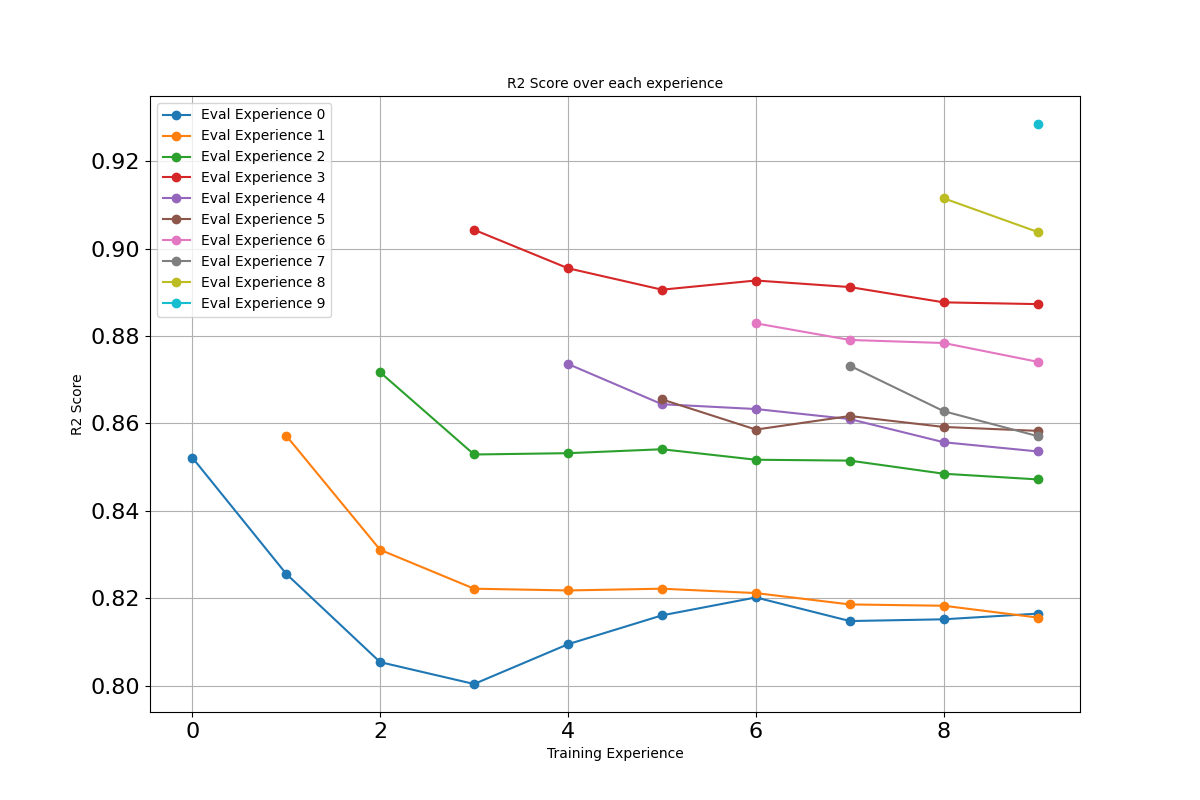 R2 Score over each experience
Eval Experience 0
Eval Experience 1
Eval Experience 2
Eval Experience 3
Eval Experience 4
Eval Experience 5
Eval Experience 6
Eval Experience 7
Eval Experience 8
Eval Experience 9
0.92
0.90
0.88
0.86
0.84
0.82
0.80
R2 Score
0 2 4 6 8
Training Experience